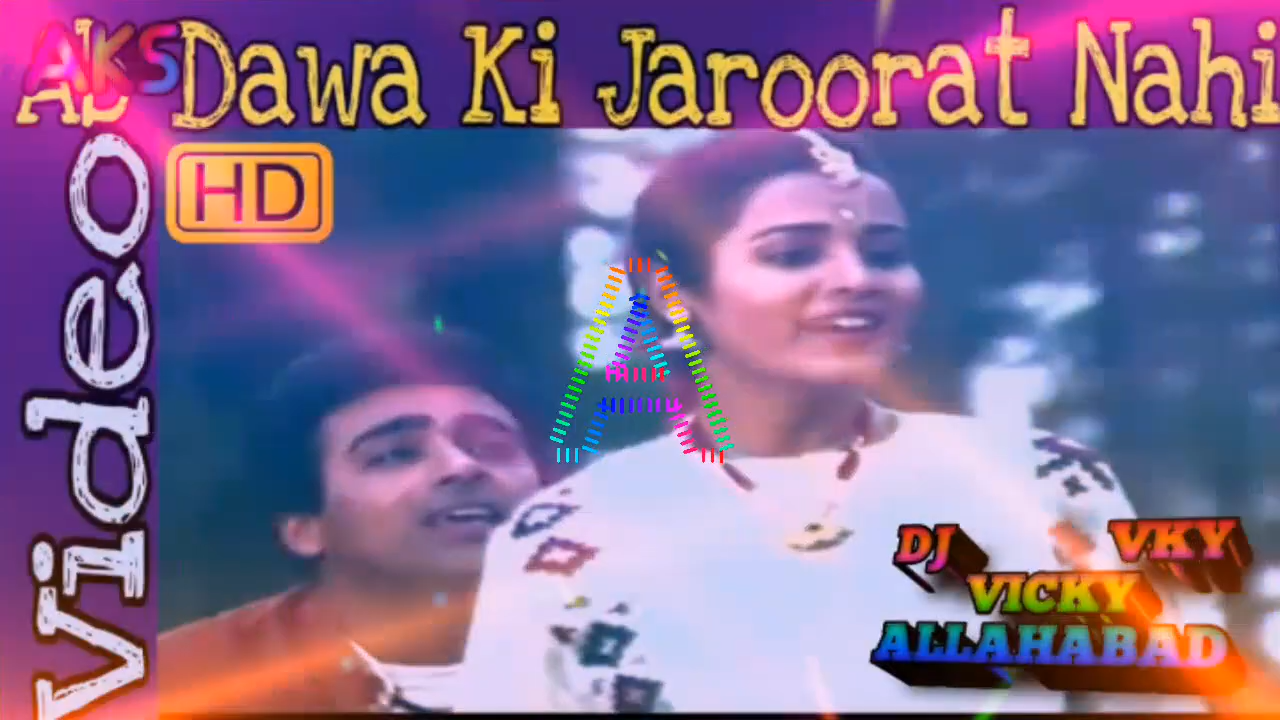 AKS
Ab Dawa Ki Jaroorat Nahi
Video
HD
A
DJ VKY
VICKY
ALLAHABAD